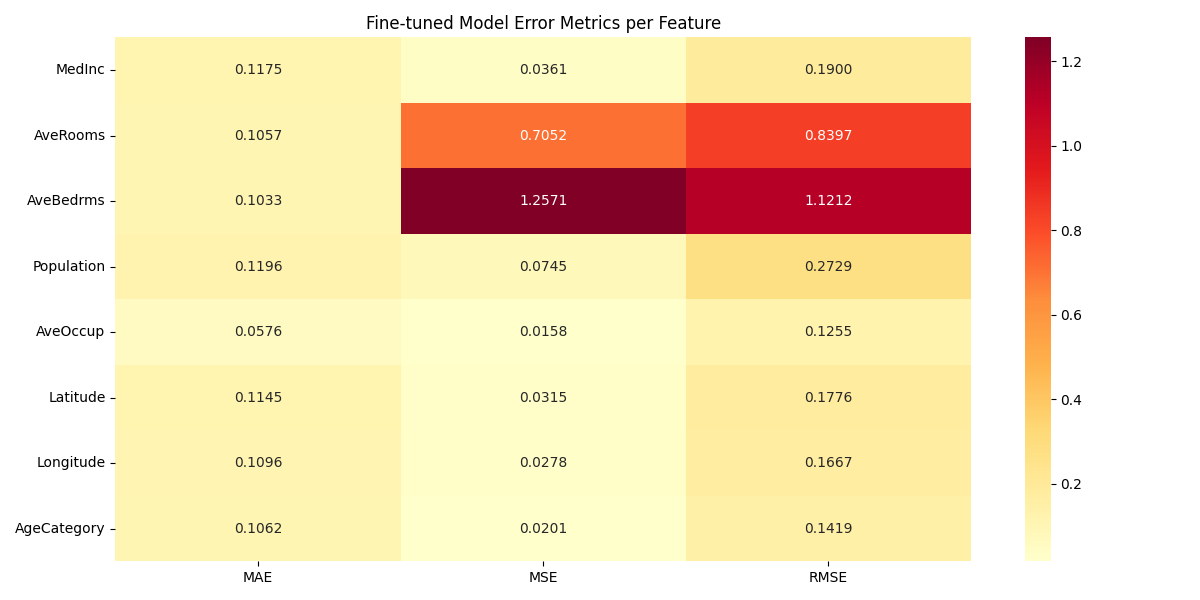 Fine-tuned Model Error Metrics per Feature
MedInc 0.1175 0.0361 0.1900
AveRooms 0.1057 0.7052 0.8397
AveBedrms 0.1033 1.2571 1.1212
Population 0.1196 0.0745 0.2729
AveOccup 0.0576 0.0158 0.1255
Latitude 0.1145 0.0315 0.1776
Longitude 0.1096 0.0278 0.1667
AgeCategory 0.1062 0.0201 0.1419
MAE MSE RMSE
1.2
1.0
0.8
0.6
0.4
0.2